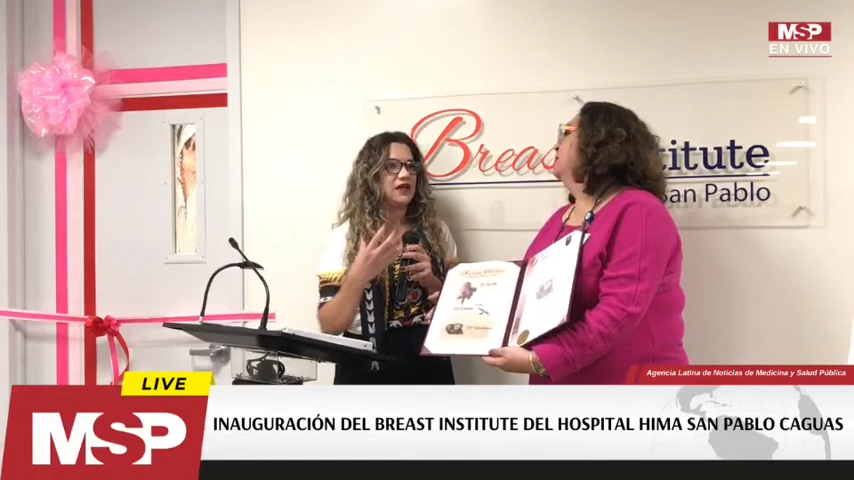 MSP
EN VIVO
Breas
titute
San Pablo
Agencia Latina de Noticias de Medicina y Salud Pública
LIVE
MSP
INAUGURACIÓN DEL BREAST INSTITUTE DEL HOSPITAL HIMA SAN PABLO CAGUAS